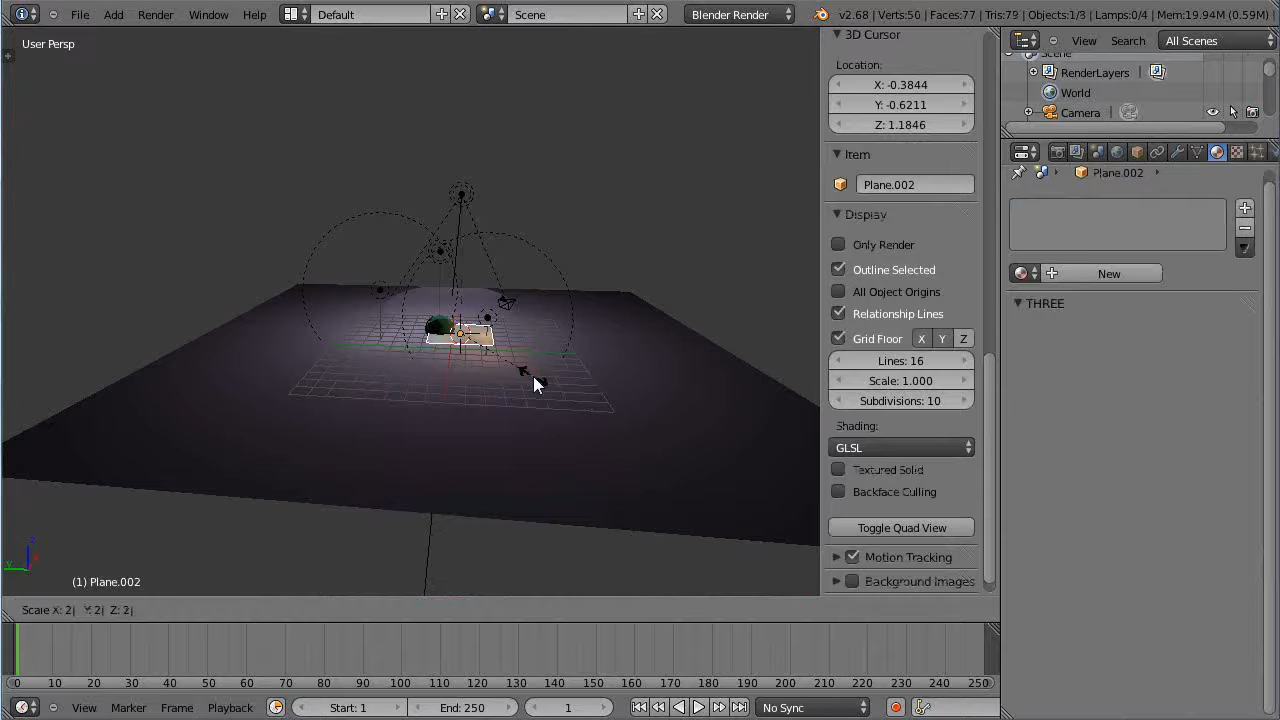 File Add Render Window Help Default Scene Blender Render v2.68 | Verts:50 | Faces:77 | Tris:79 | Objects:1/3 | Lamps:0/4 | Mem:19.94M (0.59M)
User Persp
3D Cursor
Location:
X: -0.3844
Y: -0.6211
Z: 1.1846
Item
Plane.002
Display
Only Render
Outline Selected
All Object Origins
Relationship Lines
Grid Floor X Y Z
Lines: 16
Scale: 1.000
Subdivisions: 10
Shading:
GLSL
Textured Solid
Backface Culling
Toggle Quad View
Motion Tracking
Background Images
View Search All Scenes
Scene
RenderLayers
World
Camera
Plane.002
New
THREE
z
y
(1) Plane.002
Scale X: 2| Y: 2| Z: 2|
0 10 20 30 40 50 60 70 80 90 100 110 120 130 140 150 160 170 180 190 200 210 220 230 240 250
View Marker Frame Playback Start: 1 End: 250 1 No Sync